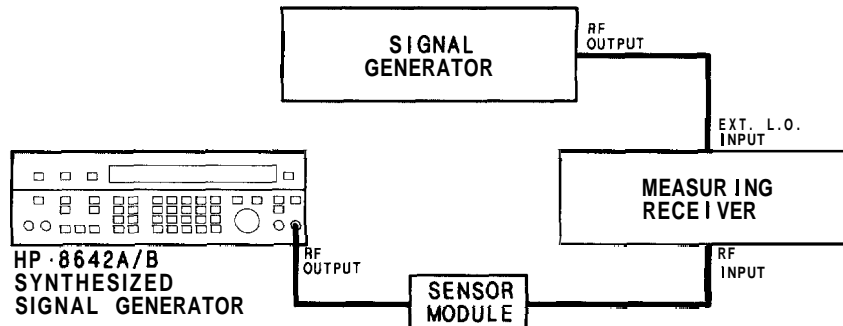 SIGNAL
GENERATOR
RF
OUTPUT
EXT. L.O.
INPUT
MEASURING
RECEIVER
HP·8642A/B
SYNTHESIZED
SIGNAL GENERATOR
RF
OUTPUT
RF
INPUT
SENSOR
MODULE